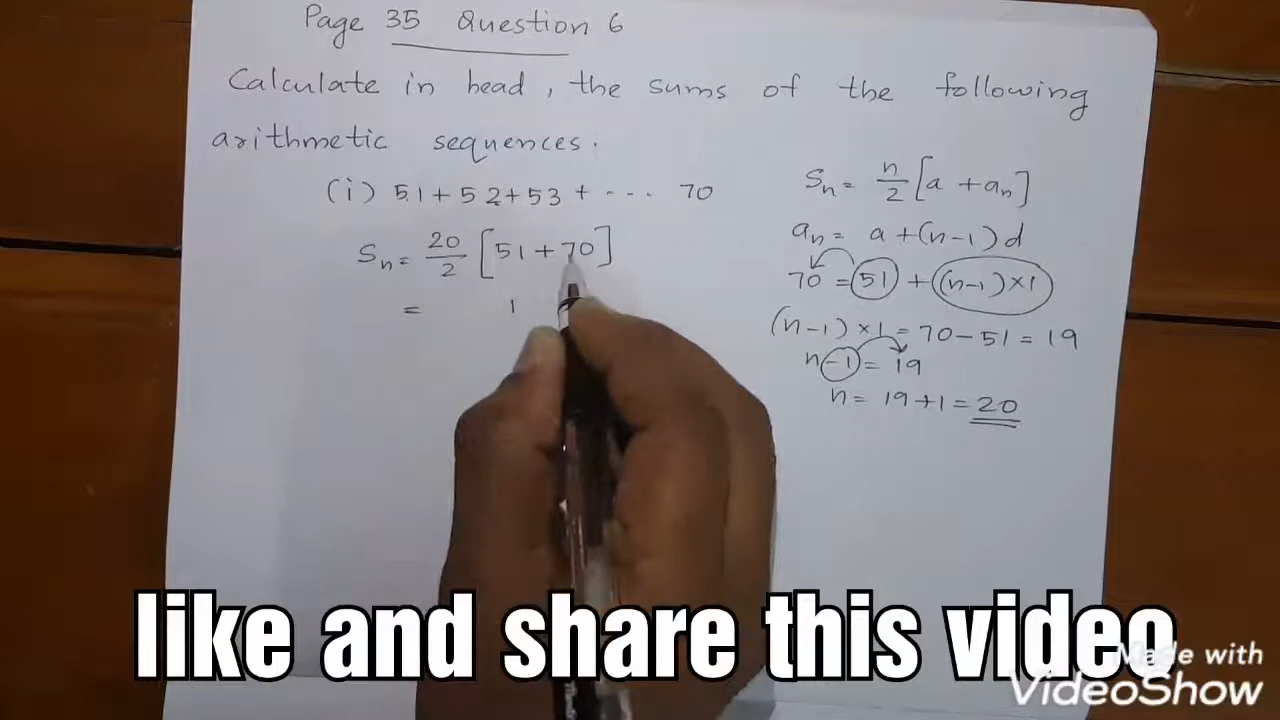 Page 35 Question 6
Calculate in head, the sums of the following
arithmetic sequences.
(i) 51+52+53+ --- 70
Sn = 20/2 [51+70]
= 1
Sn = n/2 [a + an]
an = a+(n-1)d
70 = 51 + (n-1)×1
(n-1)×1 = 70-51 = 19
n-1 = 19
n = 19+1 = 20
like and share this video
Made with
VideoShow